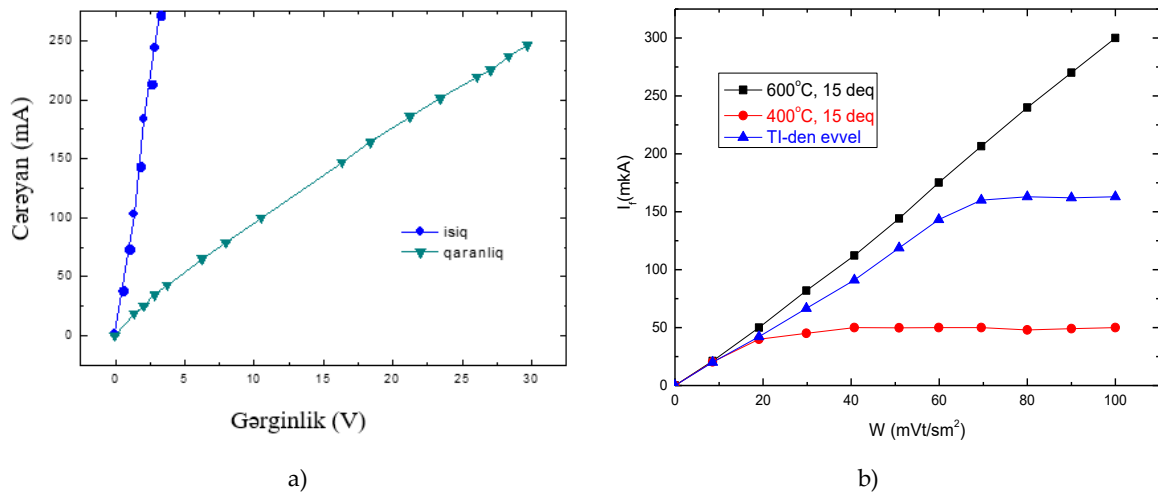 250
200
150
100
50
0
Cərəyan (mA)
isiq
qaranliq
0 5 10 15 20 25 30
Gərginlik (V)
a)
300
250
200
150
100
50
0
I_f(mkA)
600°C, 15 deq
400°C, 15 deq
TI-den evvel
0 20 40 60 80 100
W (mVt/sm²)
b)